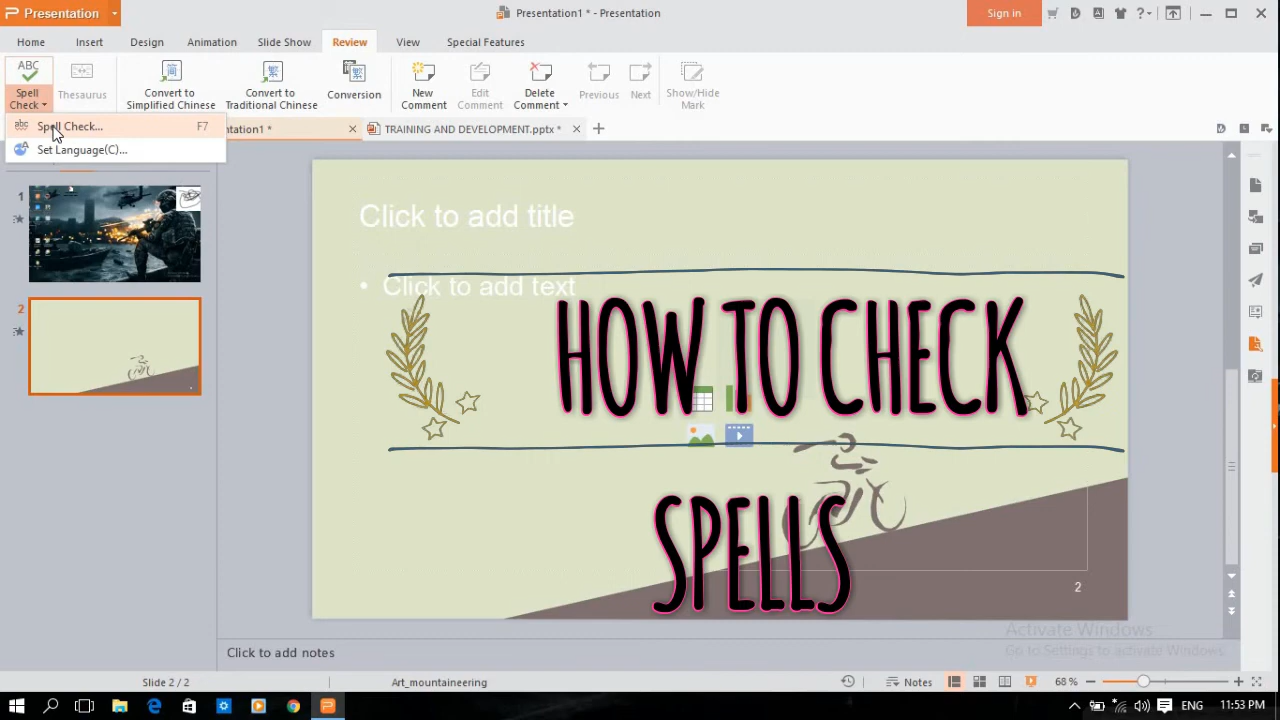 Presentation
Presentation1 * - Presentation
Sign in
Home
Insert
Design
Animation
Slide Show
Review
View
Special Features
ABC
Spell
Check
Thesaurus
Convert to
Simplified Chinese
Convert to
Traditional Chinese
Conversion
New
Comment
Edit
Comment
Delete
Comment
Previous
Next
Show/Hide
Mark
abc Spell Check... F7
Set Language(C)...
ntation1 *
TRAINING AND DEVELOPMENT.pptx *
1
2
Click to add title
• Click to add text
HOW TO CHECK
SPELLS
2
Activate Windows
Go to Settings to activate Windows.
Click to add notes
Slide 2 / 2
Art_mountaineering
Notes
68 %
ENG
11:53 PM